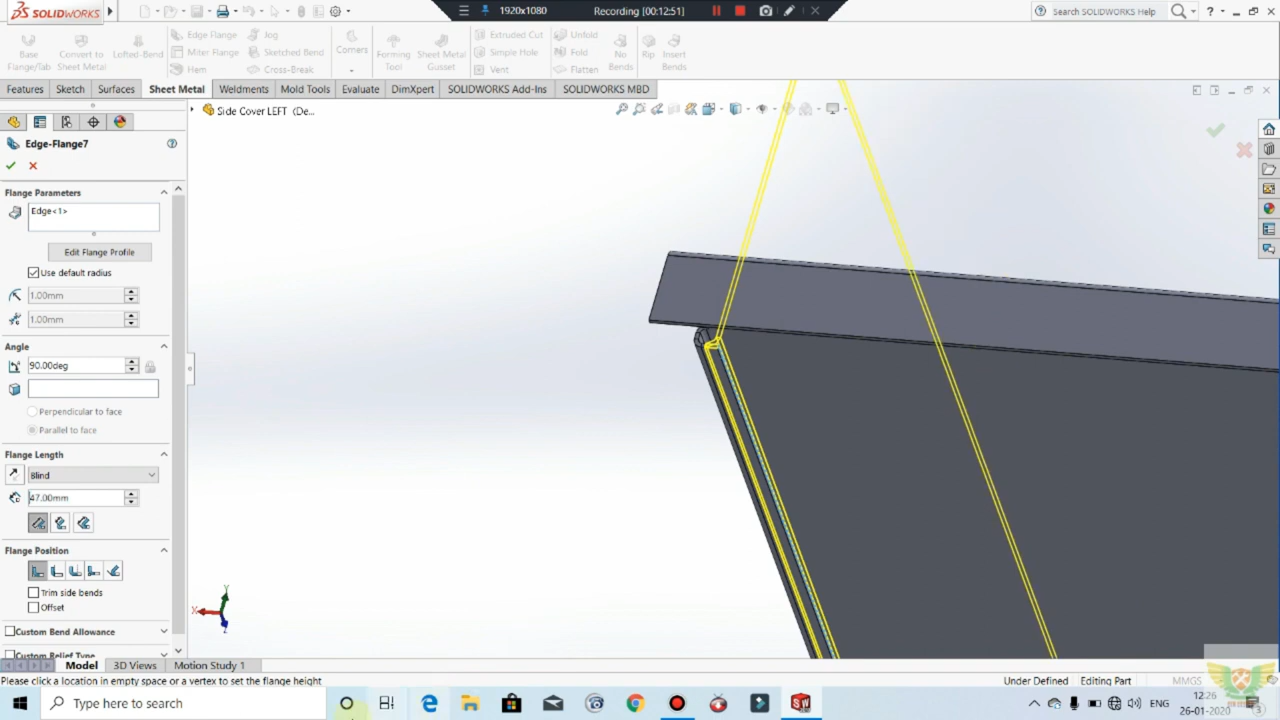 SOLIDWORKS
1920x1080
Recording [00:12:51]
Search SOLIDWORKS Help
?
Base
Flange/Tab
Convert to
Sheet Metal
Lofted-Bend
Edge Flange
Miter Flange
Hem
Jog
Sketched Bend
Cross-Break
Corners
Forming
Tool
Sheet Metal
Gusset
Extruded Cut
Simple Hole
Vent
Unfold
Fold
Flatten
No
Bends
Rip
Insert
Bends
Features
Sketch
Surfaces
Sheet Metal
Weldments
Mold Tools
Evaluate
DimXpert
SOLIDWORKS Add-Ins
SOLIDWORKS MBD
Side Cover LEFT (De...
Edge-Flange7
Flange Parameters
Edge<1>
Edit Flange Profile
Use default radius
1.00mm
1.00mm
Angle
90.00deg
Perpendicular to face
Parallel to face
Flange Length
Blind
47.00mm
Flange Position
Trim side bends
Offset
Custom Bend Allowance
Custom Relief Type
Y
X
Z
Model
3D Views
Motion Study 1
Please click a location in empty space or a vertex to set the flange height
Under Defined
Editing Part
MMGS
Type here to search
ENG
12:26
26-01-2020